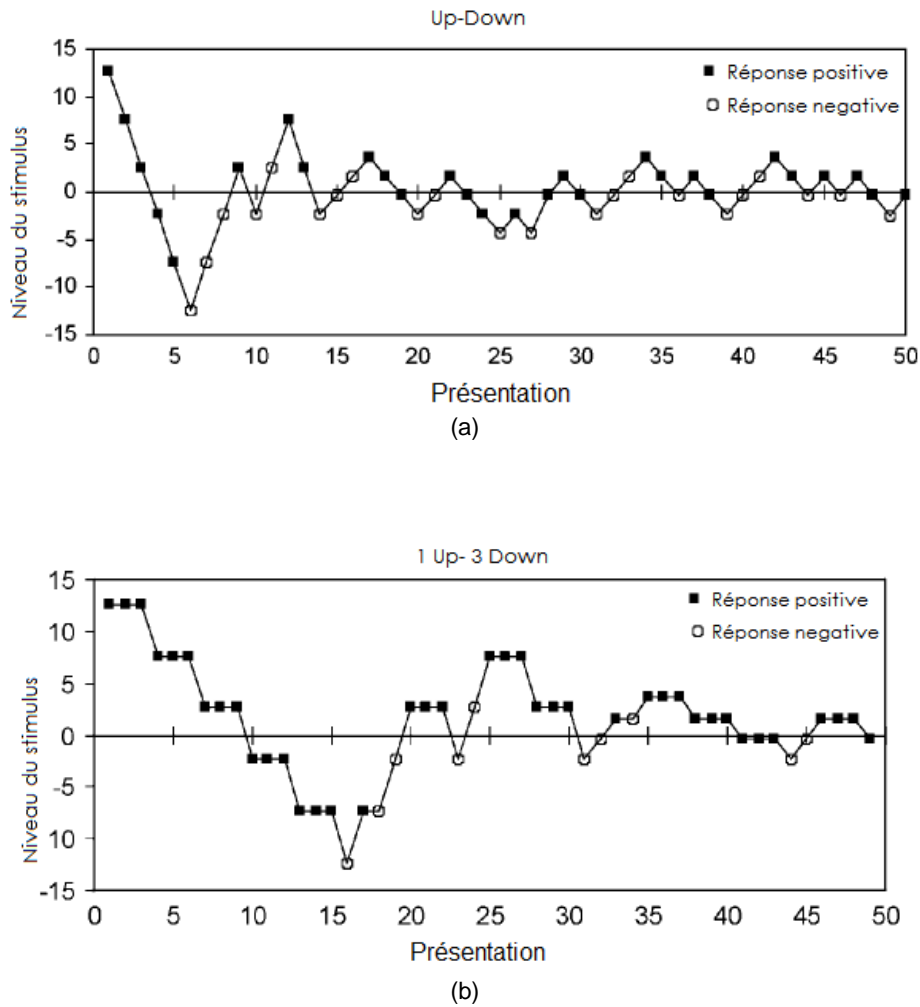 Up-Down
15
10
5
0
-5
-10
-15
Niveau du stimulus
Réponse positive
Réponse negative
0 5 10 15 20 25 30 35 40 45 50
Présentation
(a)
1 Up- 3 Down
15
10
5
0
-5
10
-15
Niveau du stimulus
Réponse positive
Réponse negative
0 5 10 15 20 25 30 35 40 45 50
Présentation
(b)